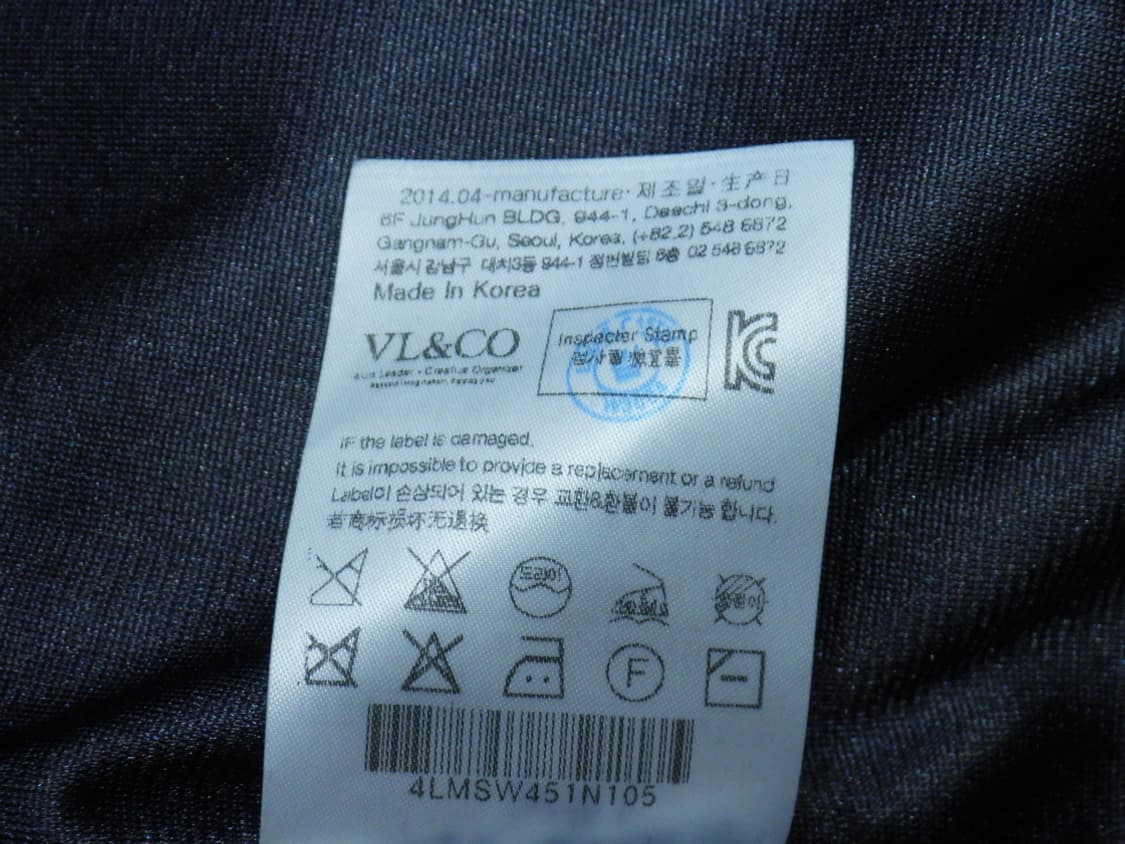 2014.04-manufacture· 제조일·生产日
6F JungHun BLDG, 944-1, Daechi 3-dong,
Gangnam-Gu, Seoul, Korea, (+82.2) 548 6872
서울시 강남구 대치3동 944-1 정헌빌딩 6층 02 548 6872
Made In Korea
VL&CO
Inspecter Stamp
검사필
IF the label is damaged,
It is impossible to provide a replacement or a refund
Label이 손상되어 있는 경우 교환&환불이 불가능 합니다.
若商标损坏无退换
드라이
F
4LMSW451N105